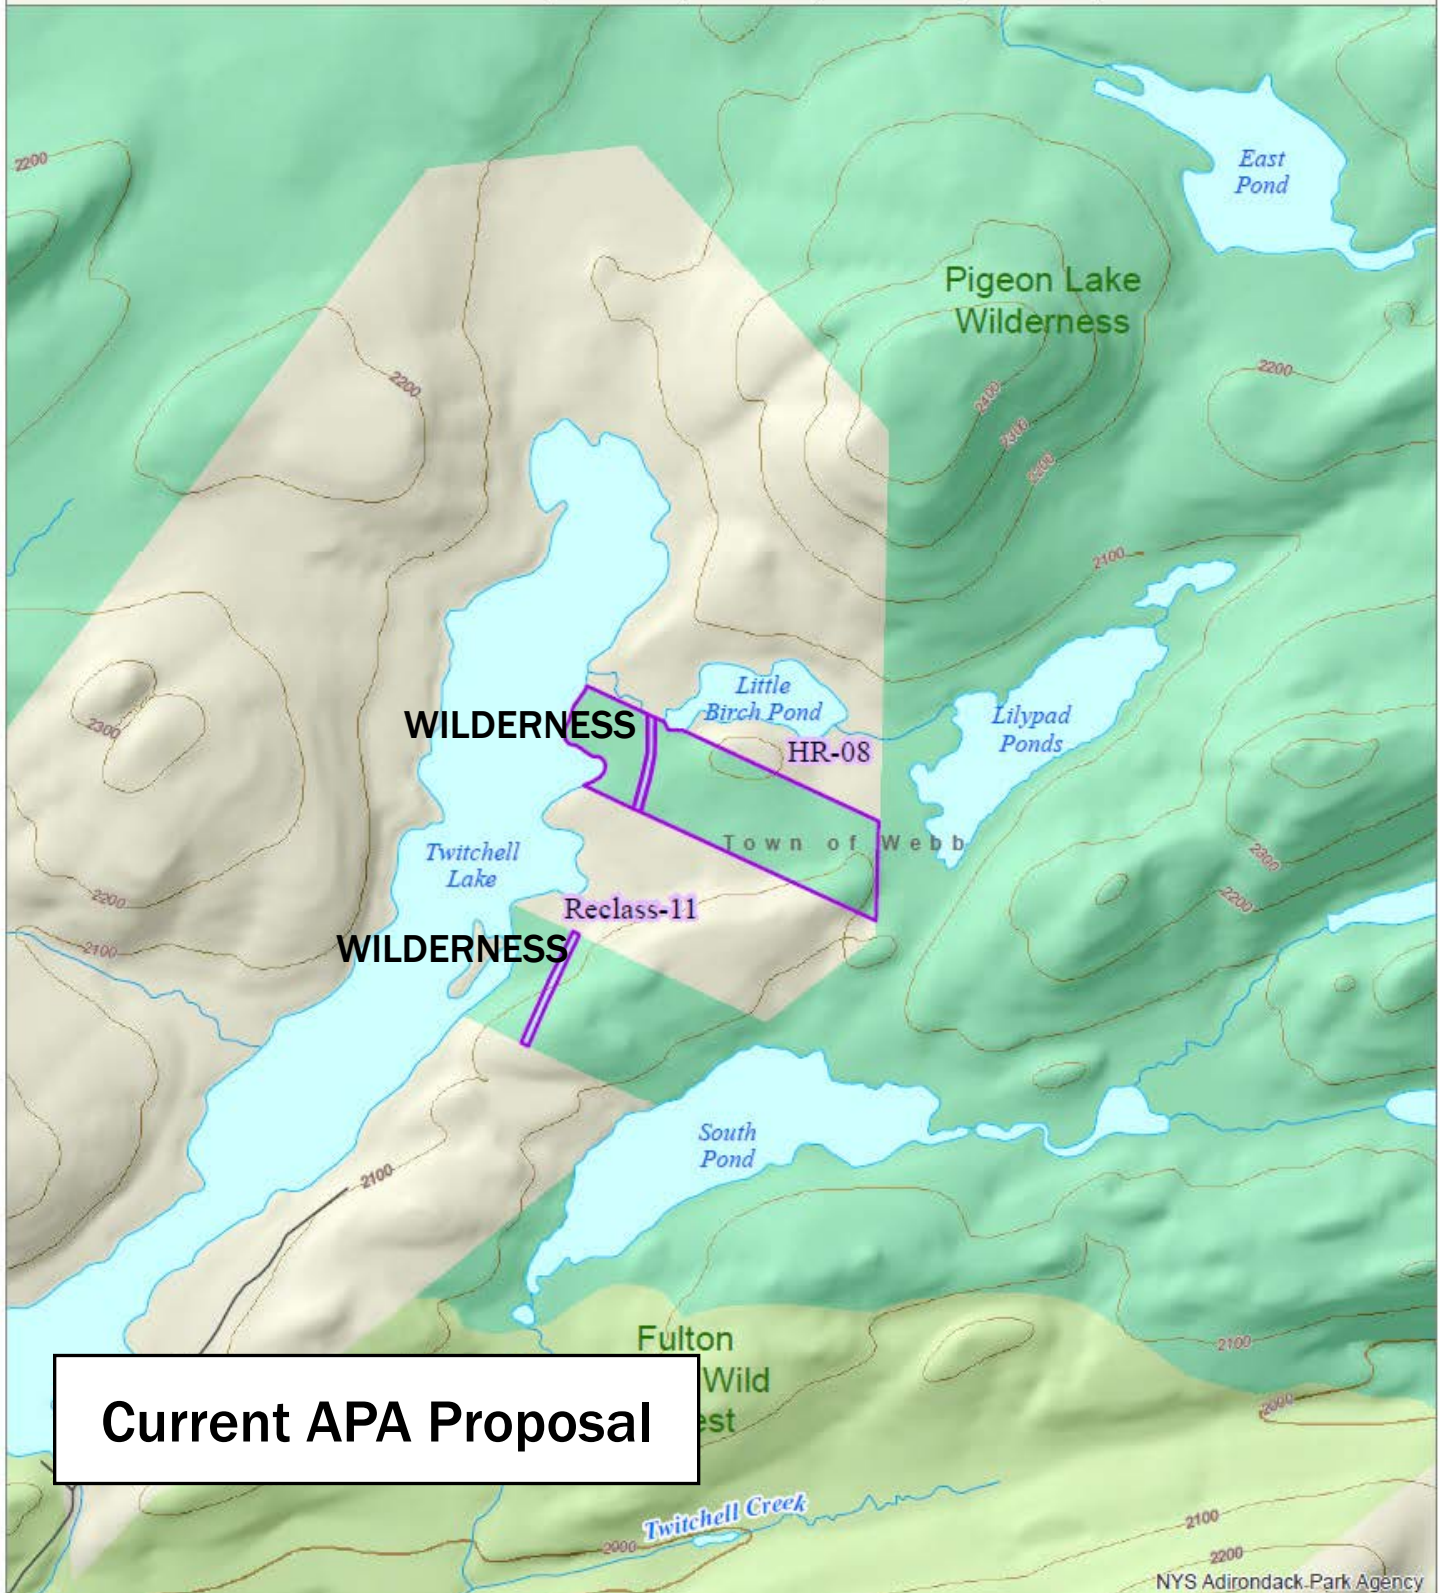 East
Pond
2200
Pigeon Lake
Wilderness
2200
2200
2400
2300
2200
2100
Little
Birch Pond
WILDERNESS
Lilypad
Ponds
2300
HR-08
Town of Webb
Twitchell
Lake
2300
2200
2200
Reclass-11
WILDERNESS
2100
South
Pond
2100
Fulton
Wild
est
2100
2000
Current APA Proposal
Twitchell Creek
2100
2000
2200
NYS Adirondack Park Agency